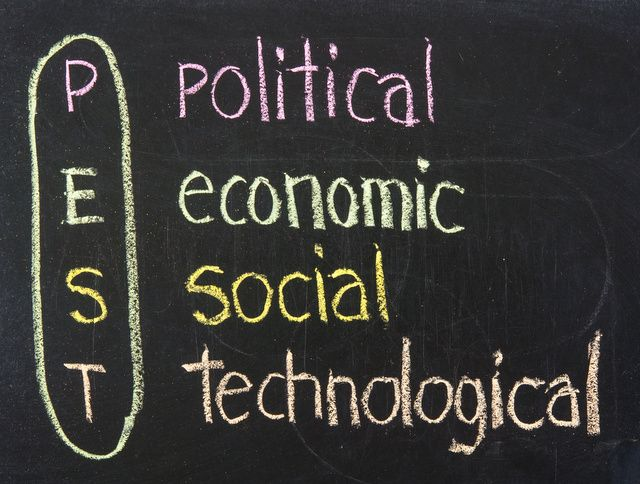 P political
E economic
S social
T technological